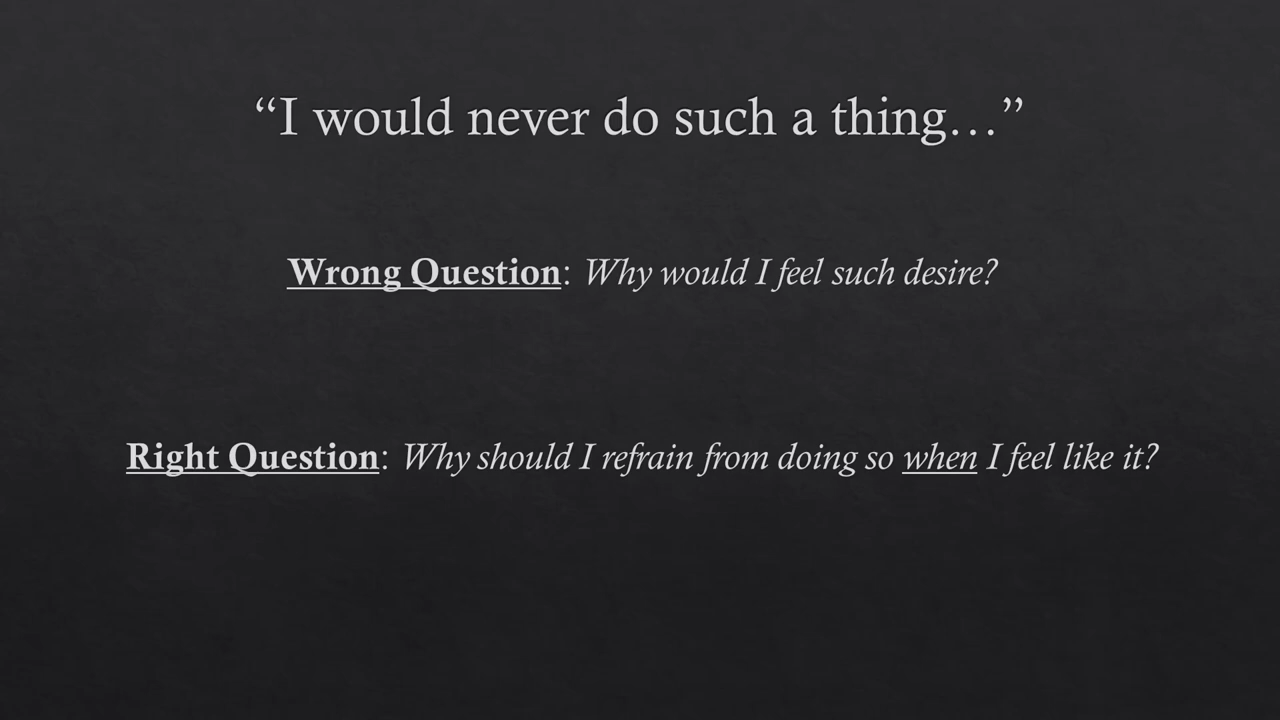 “I would never do such a thing…”
Wrong Question: Why would I feel such desire?
Right Question: Why should I refrain from doing so when I feel like it?